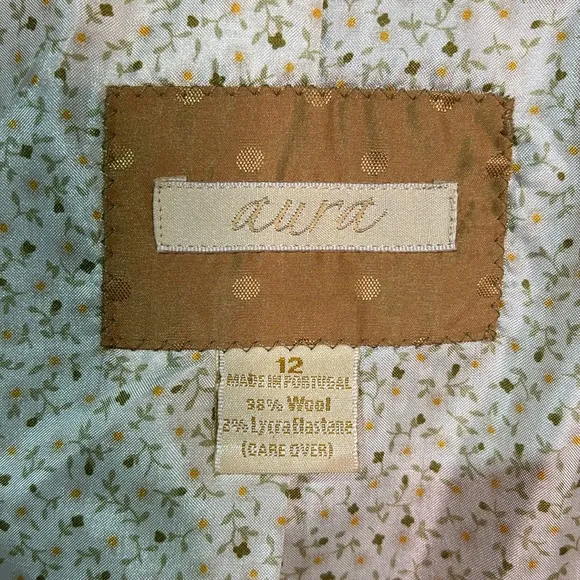 aura
12
MADE IN PORTUGAL
98% Wool
2% Lycra Elastane
(CARE OVER)